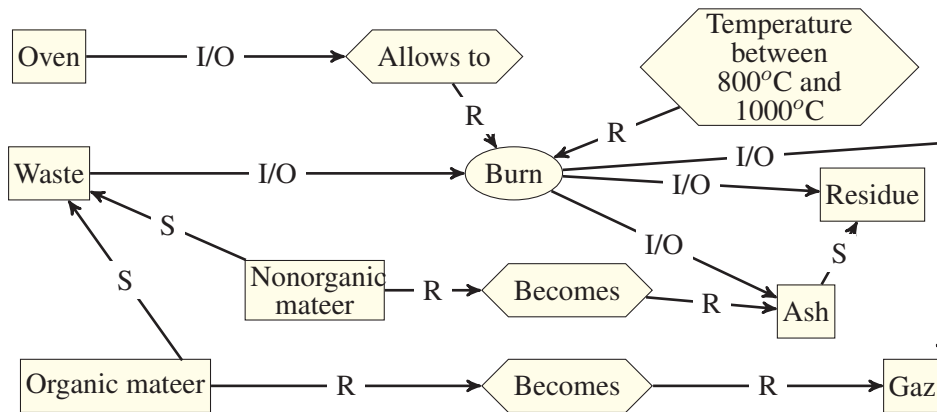 Temperature
between
800°C and
1000°C
Oven I/O Allows to
R
R
I/O
Waste I/O Burn
I/O Residue
S
I/O
S
S
Nonorganic
mateer
R Becomes R Ash
Organic mateer R Becomes R Gaz